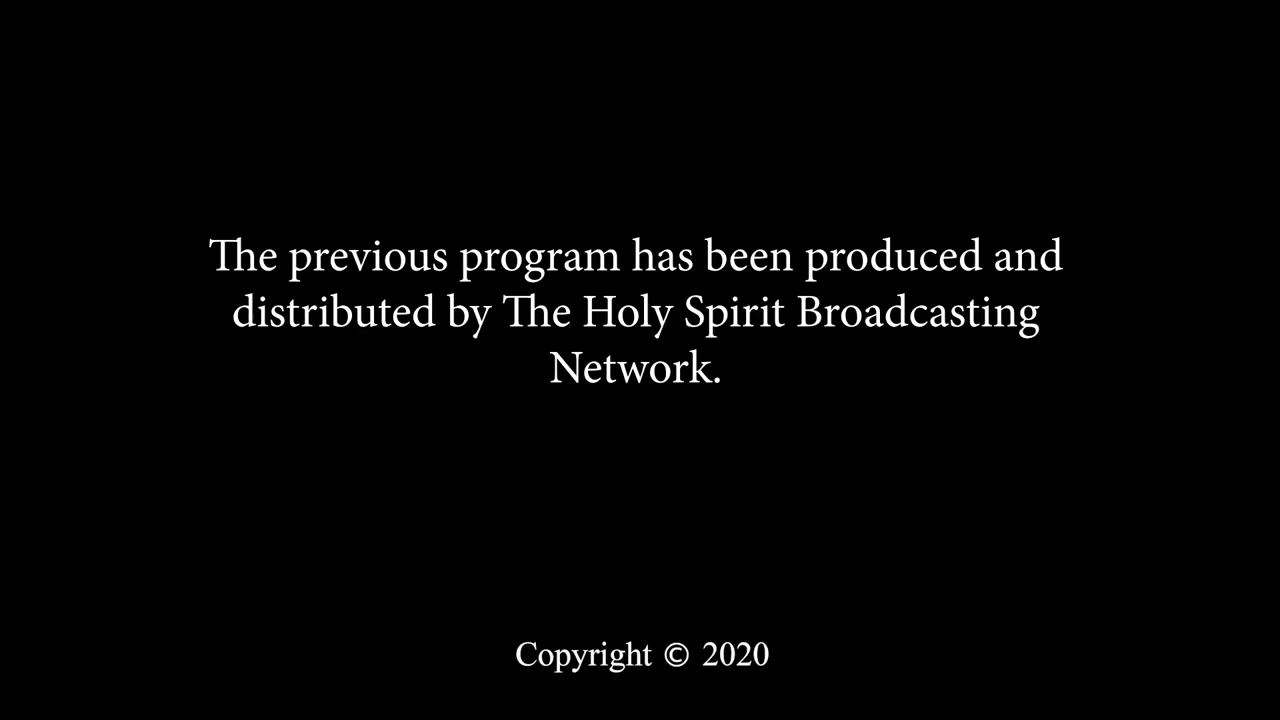 The previous program has been produced and
distributed by The Holy Spirit Broadcasting
Network.
Copyright © 2020